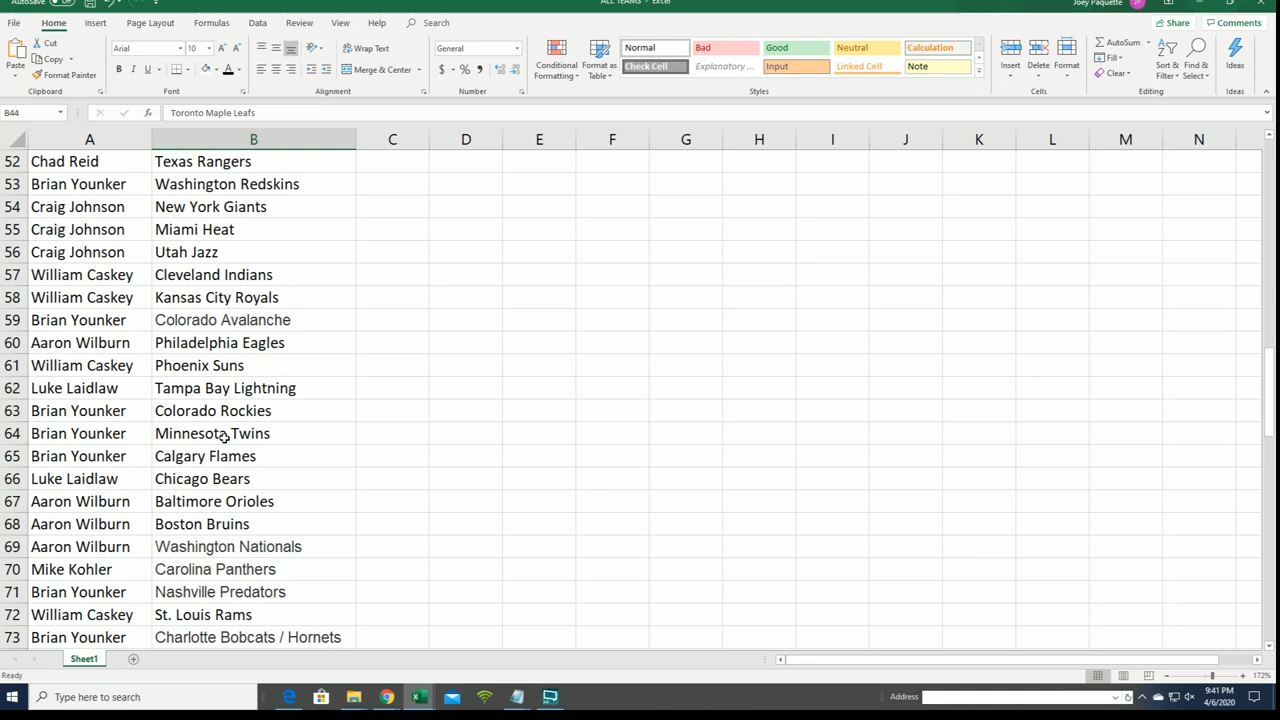 AutoSave Off ALL TEAMS - Excel Joey Paquette JP
File Home Insert Page Layout Formulas Data Review View Help Search Share Comments
Paste Cut Copy Format Painter Clipboard
Arial 10 A A B I U A Font
Wrap Text Merge & Center Alignment
General $ % , Number
Conditional Formatting Format as Table
Normal Bad Good Neutral Calculation
Check Cell Explanatory ... Input Linked Cell Note
Styles
Insert Delete Format Cells
AutoSum Fill Clear Sort & Filter Find & Select Editing
Ideas Ideas
B44 fx Toronto Maple Leafs
A B C D E F G H I J K L M N
52 Chad Reid Texas Rangers
53 Brian Younker Washington Redskins
54 Craig Johnson New York Giants
55 Craig Johnson Miami Heat
56 Craig Johnson Utah Jazz
57 William Caskey Cleveland Indians
58 William Caskey Kansas City Royals
59 Brian Younker Colorado Avalanche
60 Aaron Wilburn Philadelphia Eagles
61 William Caskey Phoenix Suns
62 Luke Laidlaw Tampa Bay Lightning
63 Brian Younker Colorado Rockies
64 Brian Younker Minnesota Twins
65 Brian Younker Calgary Flames
66 Luke Laidlaw Chicago Bears
67 Aaron Wilburn Baltimore Orioles
68 Aaron Wilburn Boston Bruins
69 Aaron Wilburn Washington Nationals
70 Mike Kohler Carolina Panthers
71 Brian Younker Nashville Predators
72 William Caskey St. Louis Rams
73 Brian Younker Charlotte Bobcats / Hornets
Sheet1
Ready 172%
Type here to search Address 9:41 PM
4/6/2020